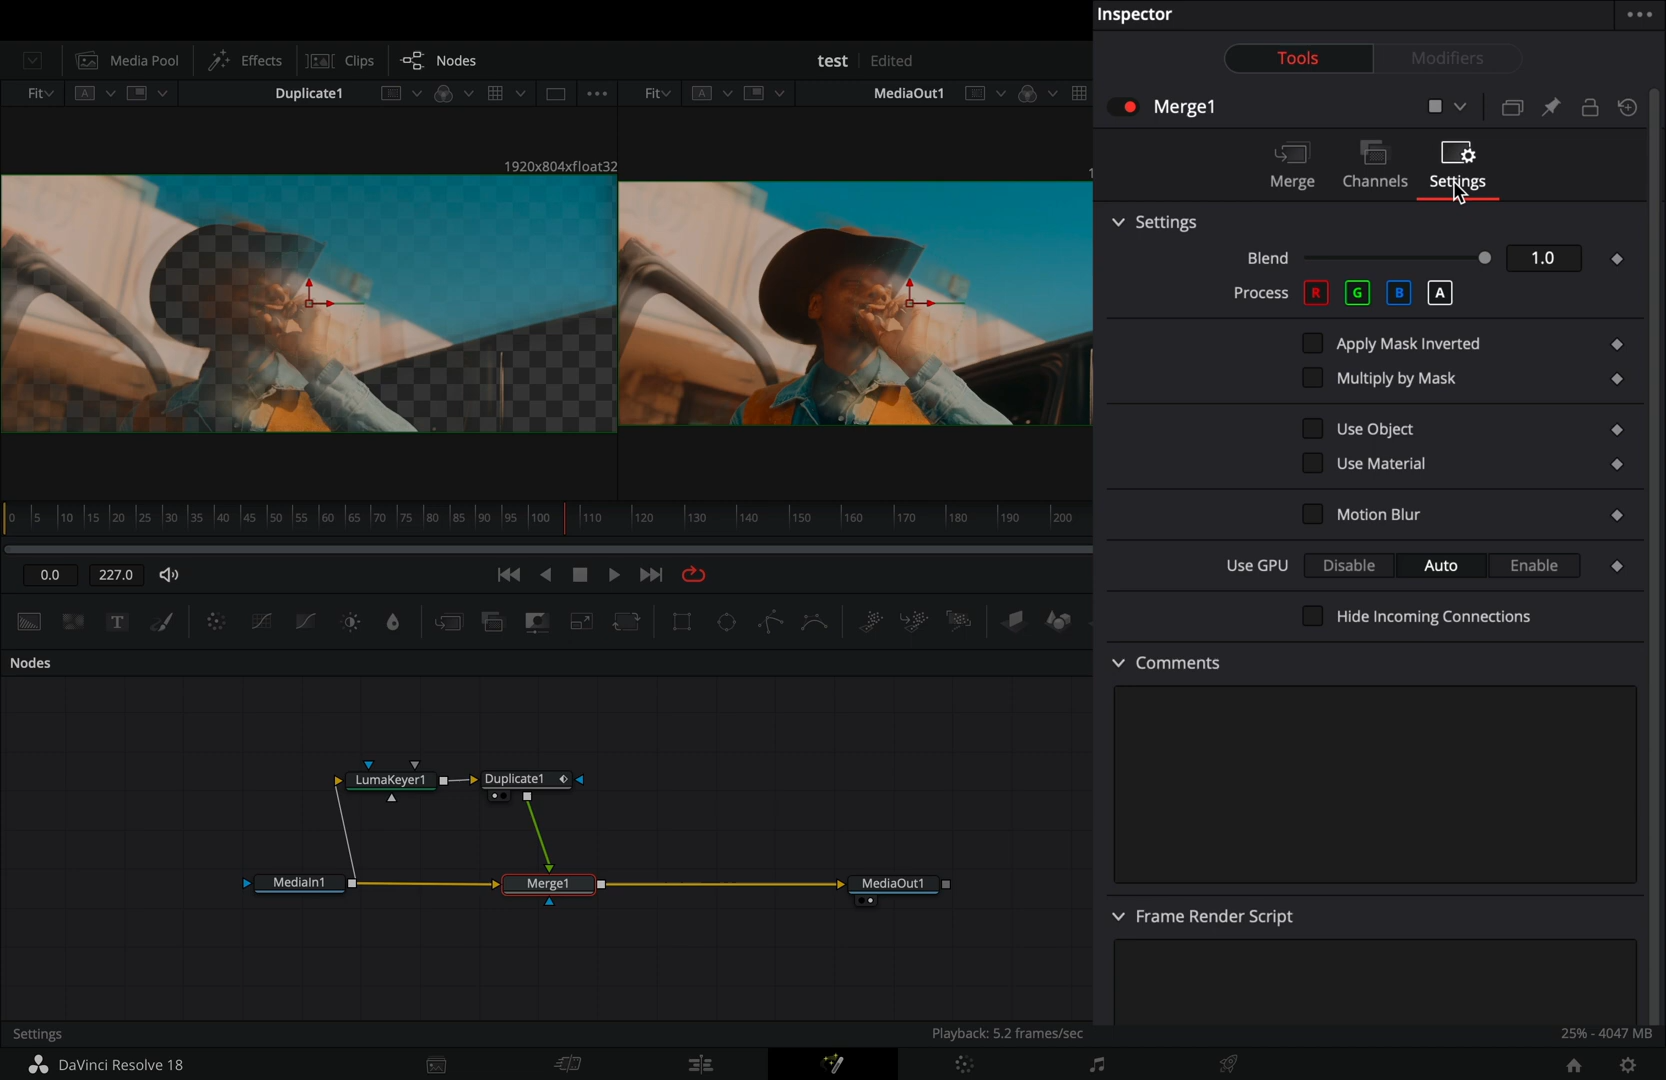 Inspector
Tools
Modifiers
Media Pool
Effects
Clips
Nodes
test
Edited
Fit
A
Duplicate1
Fit
A
MediaOut1
Merge1
Merge
Channels
Settings
1920x804xfloat32
1
Settings
Blend
1.0
Process
R
G
B
A
Apply Mask Inverted
Multiply by Mask
Use Object
Use Material
Motion Blur
0 5 10 15 20 25 30 35 40 45 50 55 60 65 70 75 80 85 90 95 100 110 120 130 140 150 160 170 180 190 200
0.0
227.0
Use GPU
Disable
Auto
Enable
T
Hide Incoming Connections
Nodes
Comments
LumaKeyer1
Duplicate1
MediaIn1
Merge1
MediaOut1
Frame Render Script
Settings
Playback: 5.2 frames/sec
25% - 4047 MB
DaVinci Resolve 18